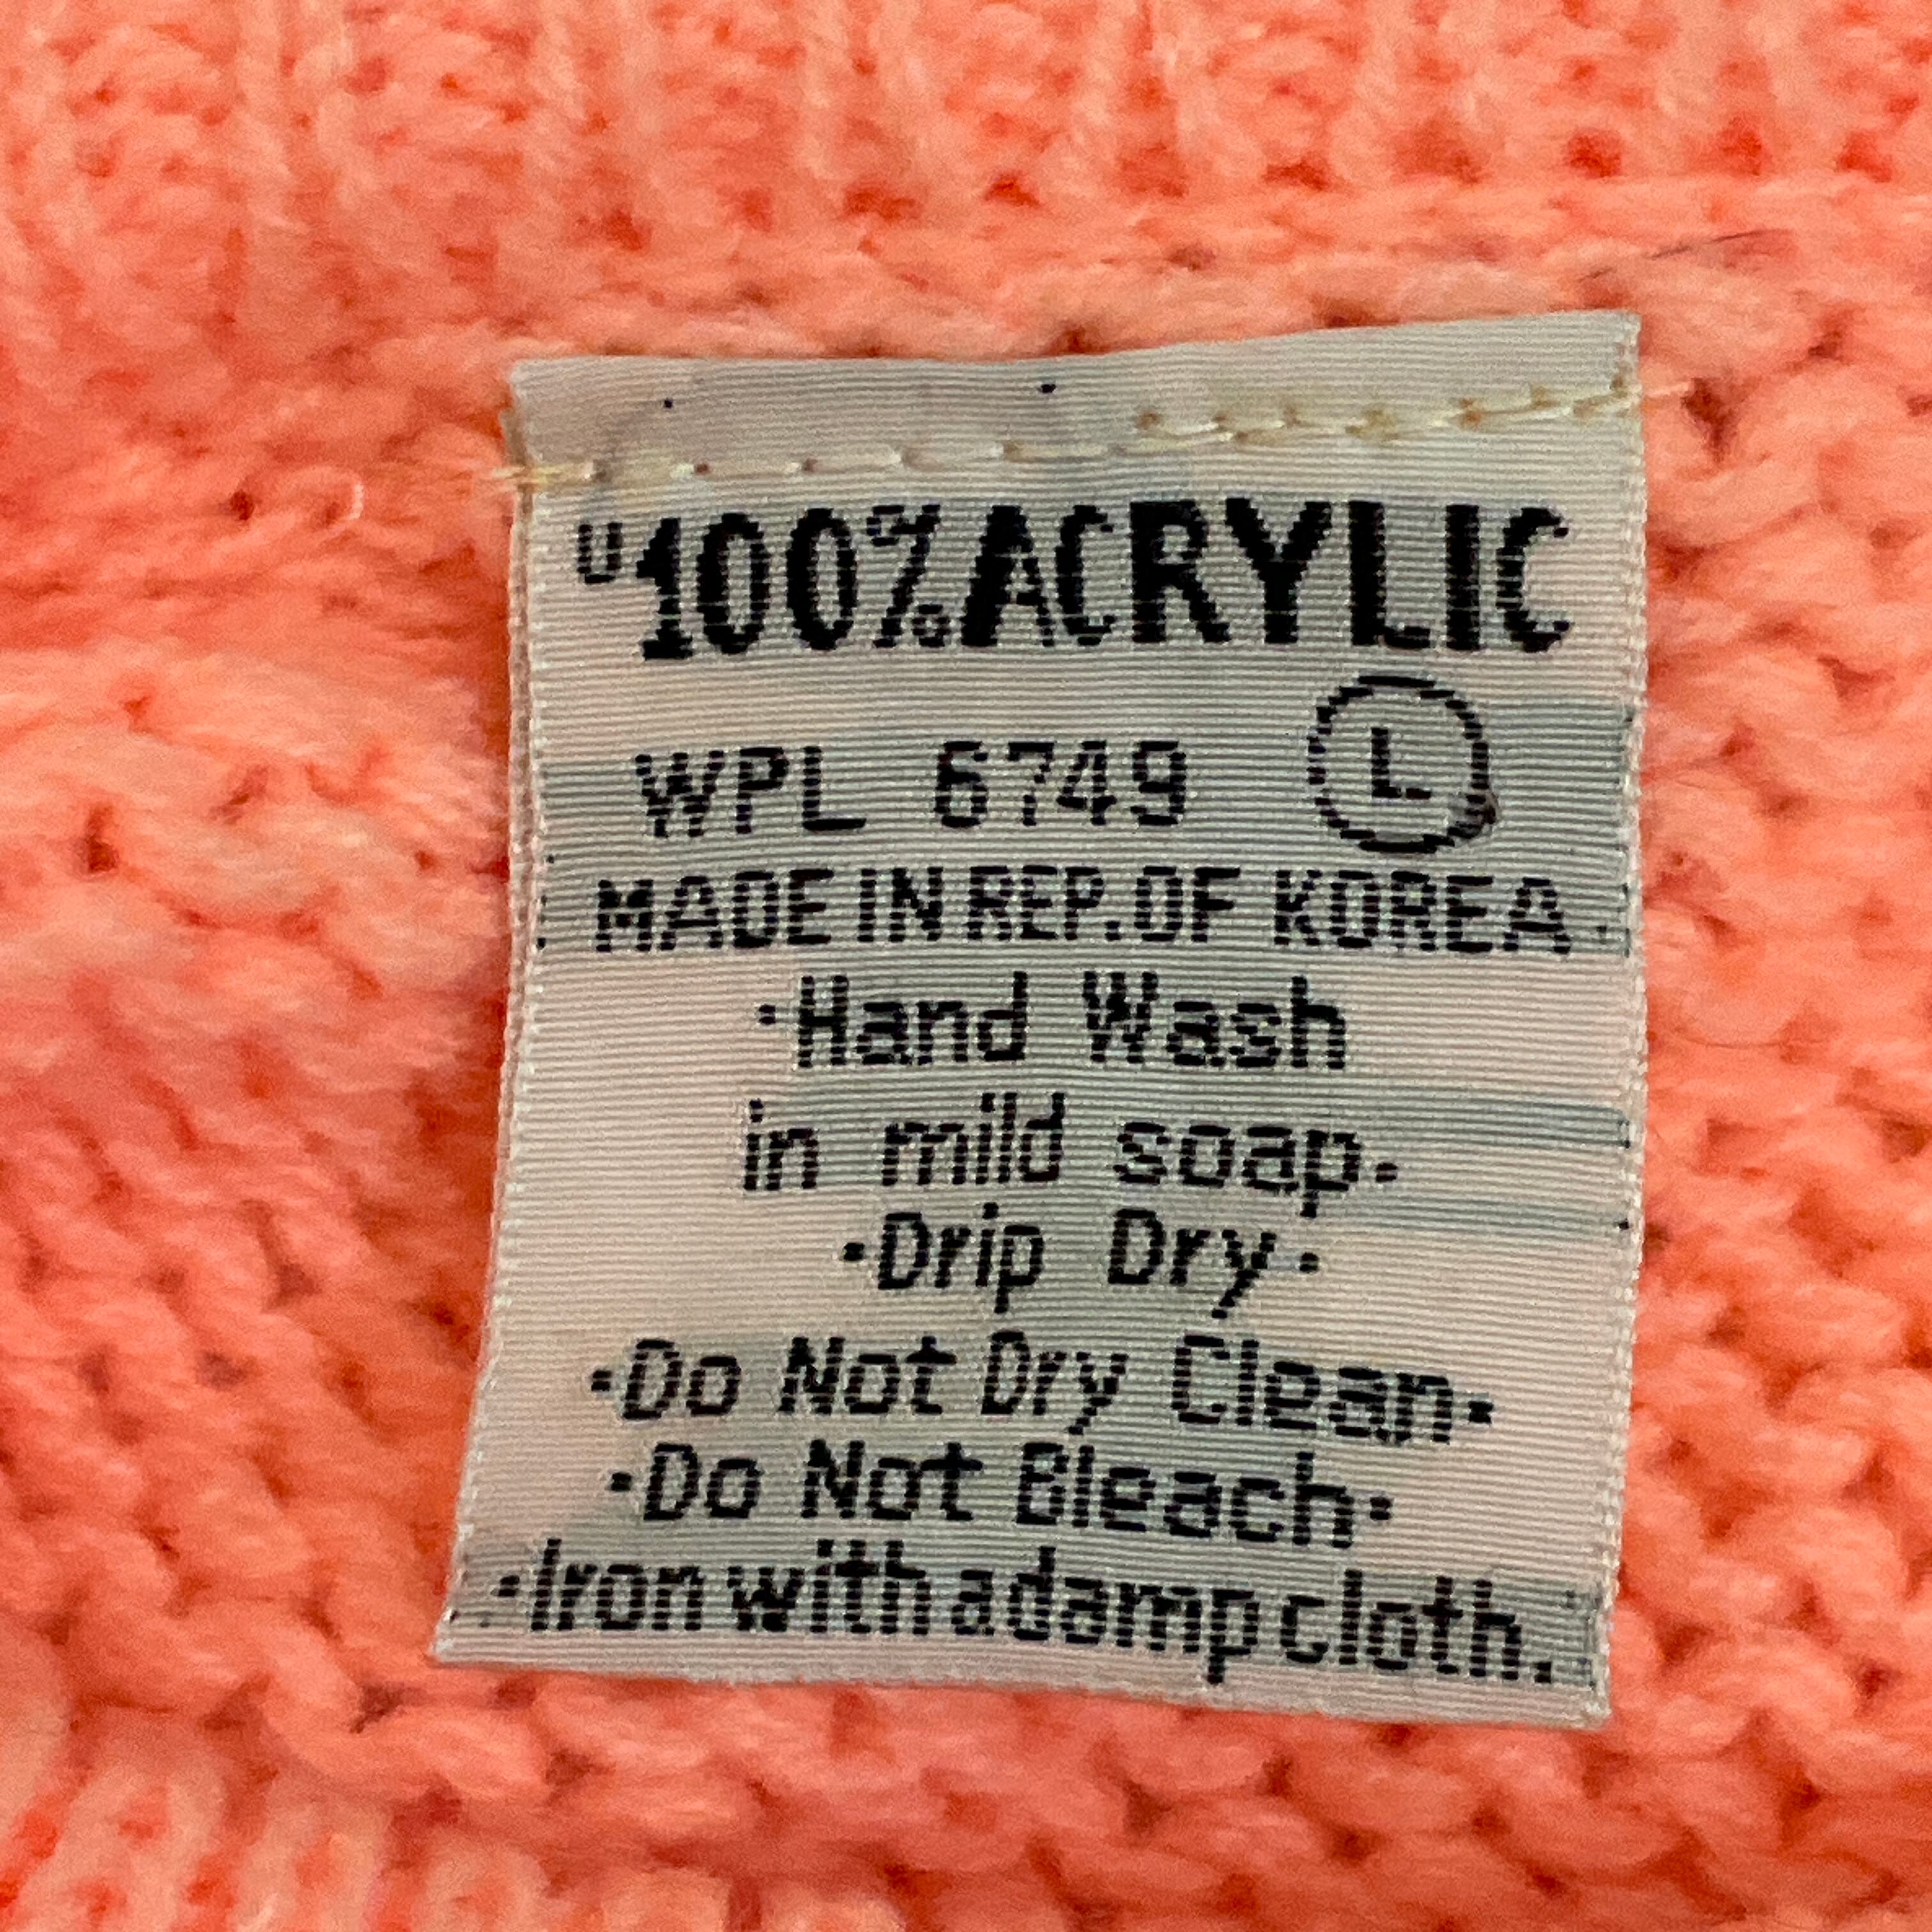 U 100% ACRYLIC
WPL 6749 L
MADE IN REP. OF KOREA
·Hand Wash
in mild soap·
·Drip Dry·
·Do Not Dry Clean·
·Do Not Bleach·
·Iron with a damp cloth.